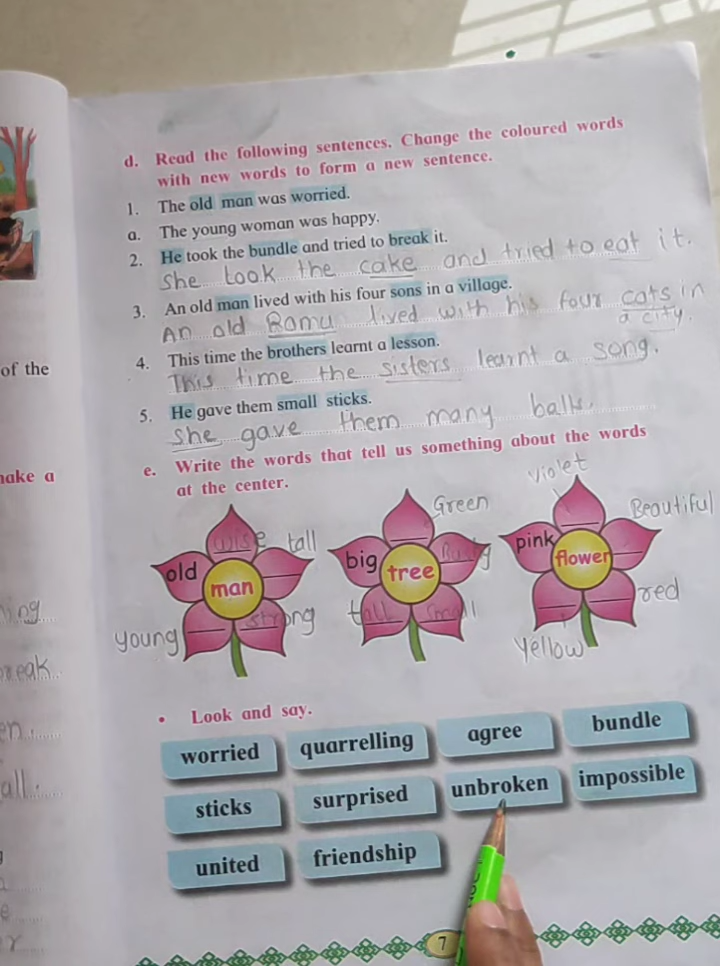 d. Read the following sentences. Change the coloured words
with new words to form a new sentence.
1. The old man was worried.
a. The young woman was happy.
2. He took the bundle and tried to break it.
She took the cake and tried to eat it.
3. An old man lived with his four sons in a village.
An old Ramu lived with his four cats in
a city.
4. This time the brothers learnt a lesson.
This time the sisters learnt a song.
5. He gave them small sticks.
She gave them many balls.
e. Write the words that tell us something about the words
at the center.
old
wise
tall
man
strong
young
big
Green
Bushy
tree
tall
small
pink
violet
Beautiful
flower
red
Yellow
• Look and say.
worried quarrelling agree bundle
sticks surprised unbroken impossible
united friendship
7
of the
make a